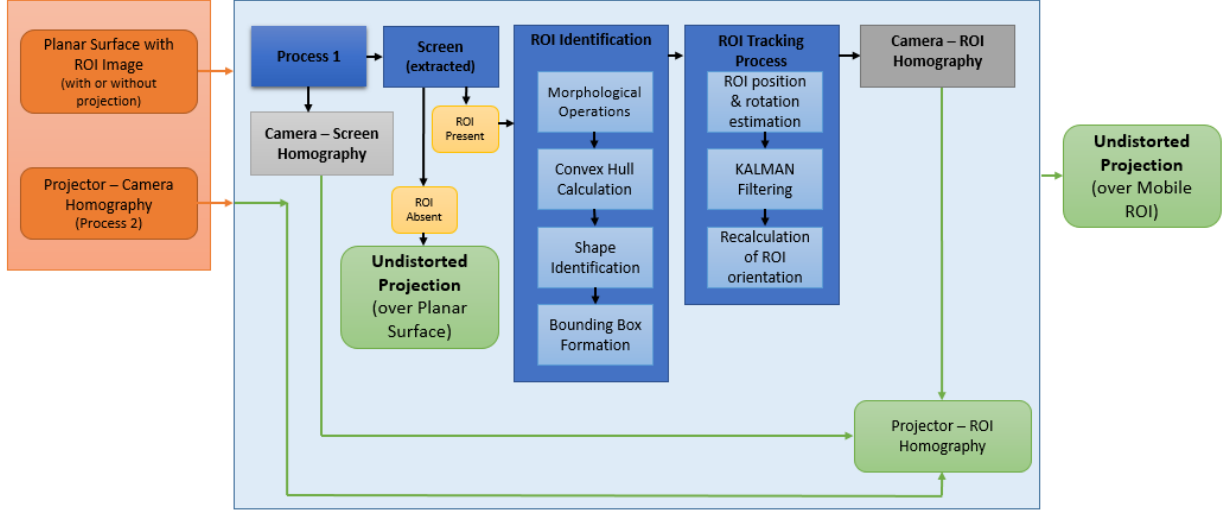 Planar Surface with
ROI Image
(with or without
projection)
Projector – Camera
Homography
(Process 2)
Process 1
Camera – Screen
Homography
Screen
(extracted)
ROI
Present
ROI
Absent
Undistorted
Projection
(over Planar
Surface)
ROI Identification
Morphological
Operations
Convex Hull
Calculation
Shape
Identification
Bounding Box
Formation
ROI Tracking
Process
ROI position
& rotation
estimation
KALMAN
Filtering
Recalculation
of ROI
orientation
Camera – ROI
Homography
Projector – ROI
Homography
Undistorted
Projection
(over Mobile
ROI)